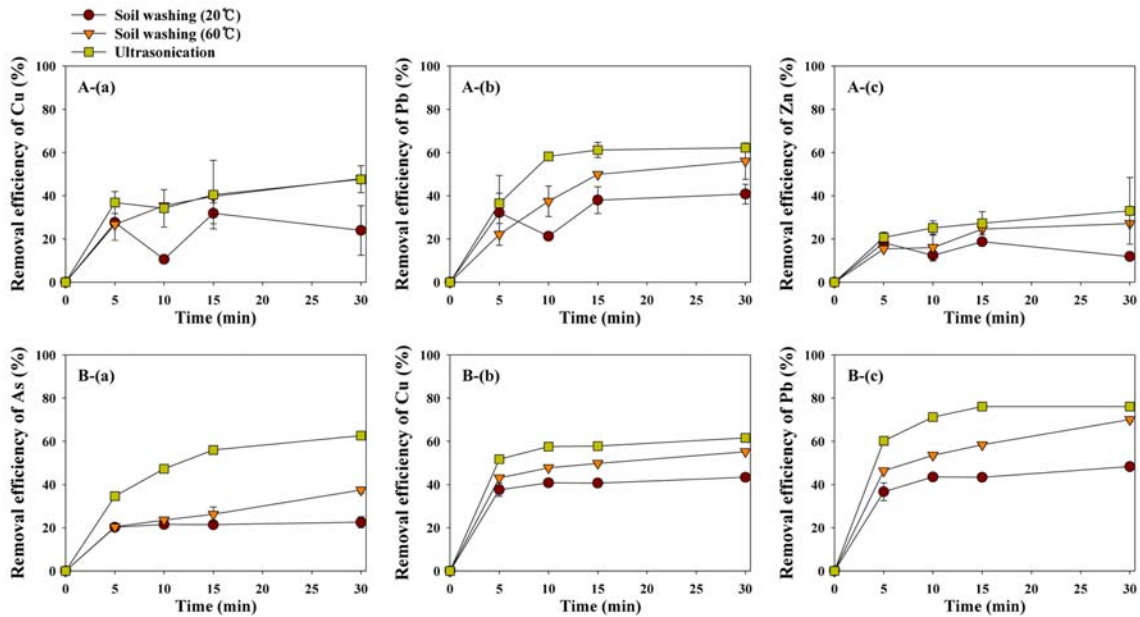 Soil washing (20℃)
Soil washing (60℃)
Ultrasonication
Removal efficiency of Cu (%)
100
80
60
40
20
0
A-(a)
0 5 10 15 20 25 30
Time (min)
Removal efficiency of Pb (%)
100
80
60
40
20
0
A-(b)
0 5 10 15 20 25 30
Time (min)
Removal efficiency of Zn (%)
100
80
60
40
20
0
A-(c)
0 5 10 15 20 25 30
Time (min)
Removal efficiency of As (%)
100
80
60
40
20
0
B-(a)
0 5 10 15 20 25 30
Time (min)
Removal efficiency of Cu (%)
100
80
60
40
20
0
B-(b)
0 5 10 15 20 25 30
Time (min)
Removal efficiency of Pb (%)
100
80
60
40
20
0
B-(c)
0 5 10 15 20 25 30
Time (min)